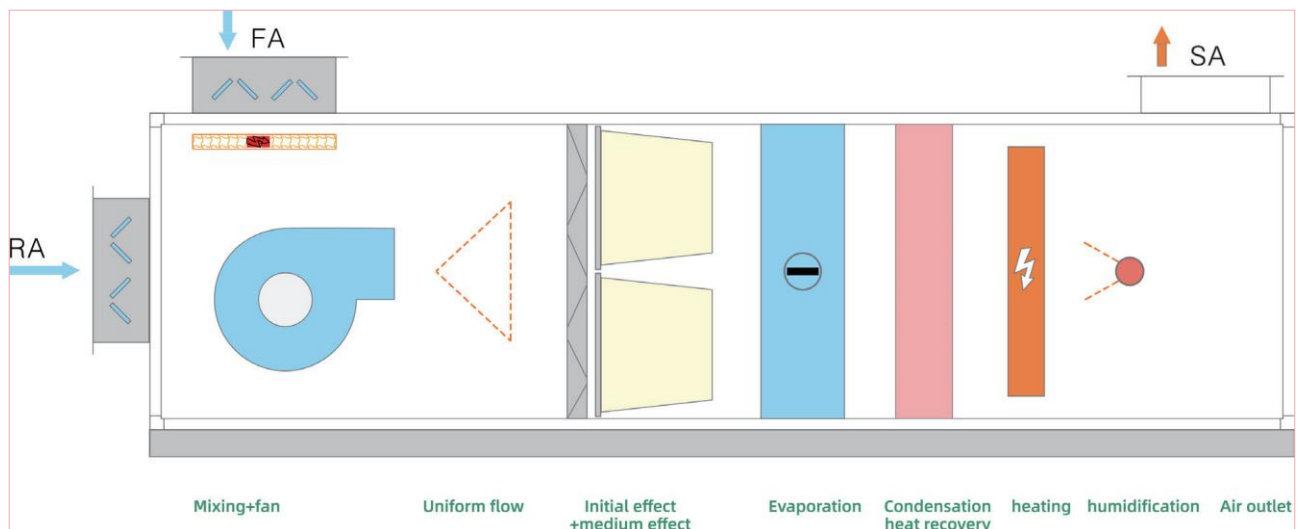 FA
SA
RA
Mixing+fan
Uniform flow
Initial effect
+medium effect
Evaporation
Condensation
heat recovery
heating
humidification
Air outlet